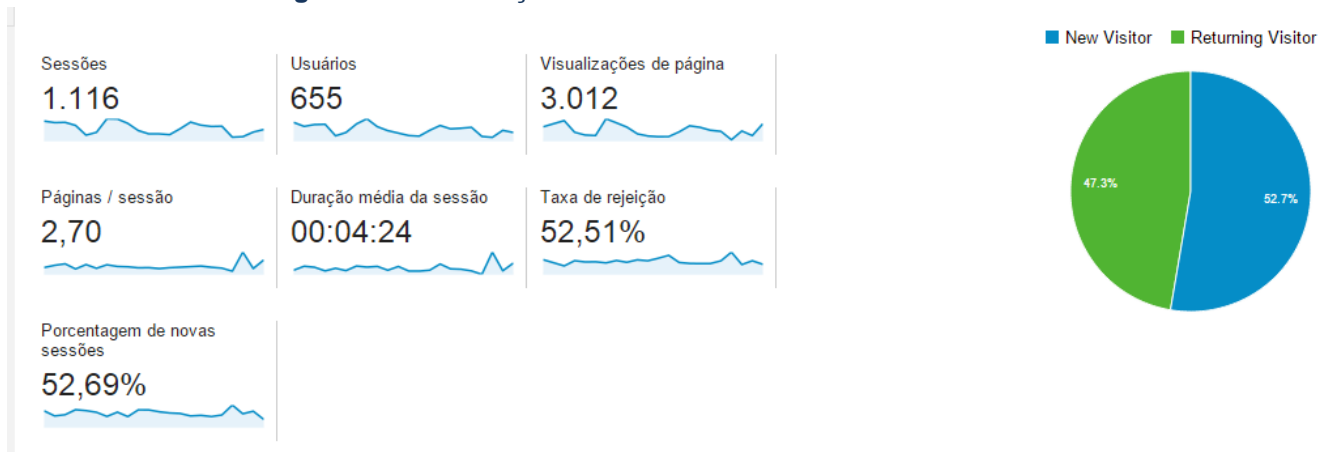 New Visitor Returning Visitor
Sessões
1.116
Usuários
655
Visualizações de página
3.012
Páginas / sessão
2,70
Duração média da sessão
00:04:24
Taxa de rejeição
52,51%
Porcentagem de novas
sessões
52,69%
47.3%
52.7%